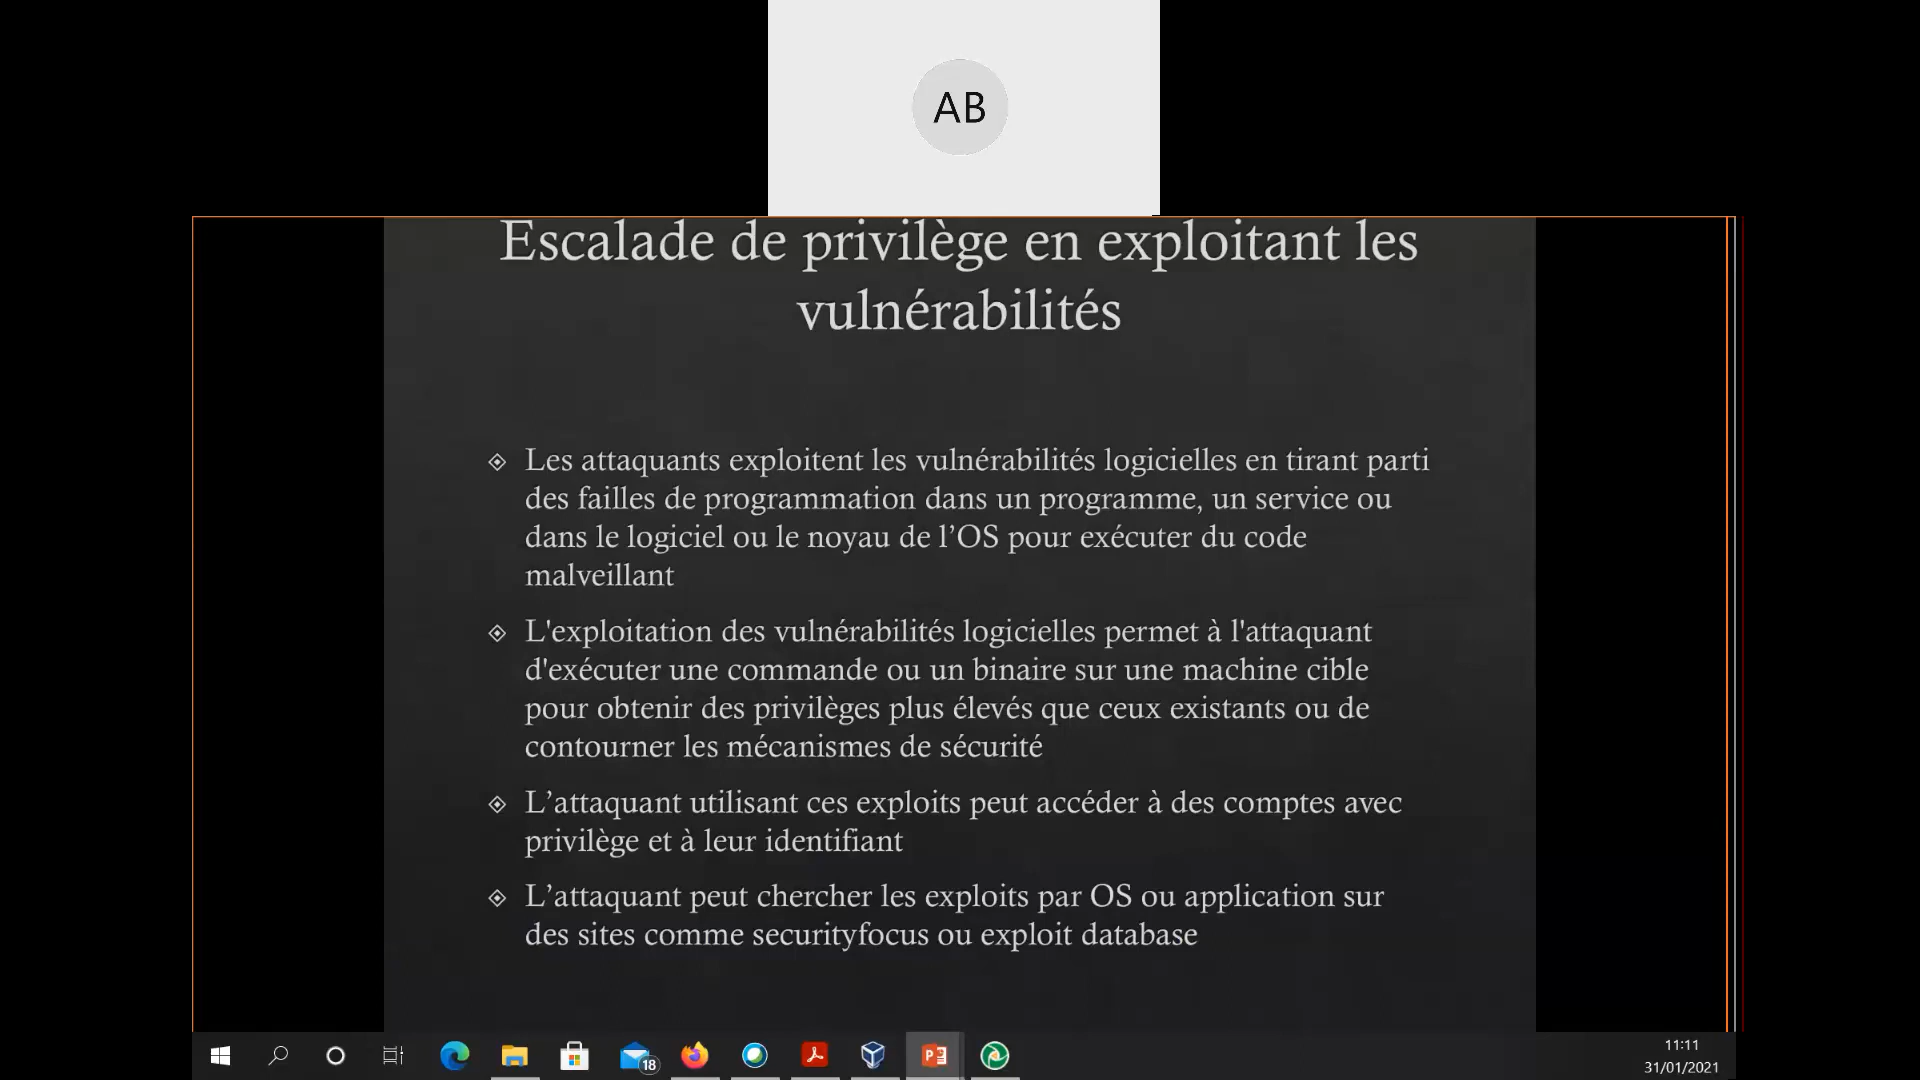 AB
Escalade de privilège en exploitant les
vulnérabilités
Les attaquants exploitent les vulnérabilités logicielles en tirant parti
des failles de programmation dans un programme, un service ou
dans le logiciel ou le noyau de l’OS pour exécuter du code
malveillant
L'exploitation des vulnérabilités logicielles permet à l'attaquant
d'exécuter une commande ou un binaire sur une machine cible
pour obtenir des privilèges plus élevés que ceux existants ou de
contourner les mécanismes de sécurité
L’attaquant utilisant ces exploits peut accéder à des comptes avec
privilège et à leur identifiant
L’attaquant peut chercher les exploits par OS ou application sur
des sites comme securityfocus ou exploit database
18
11:11
31/01/2021